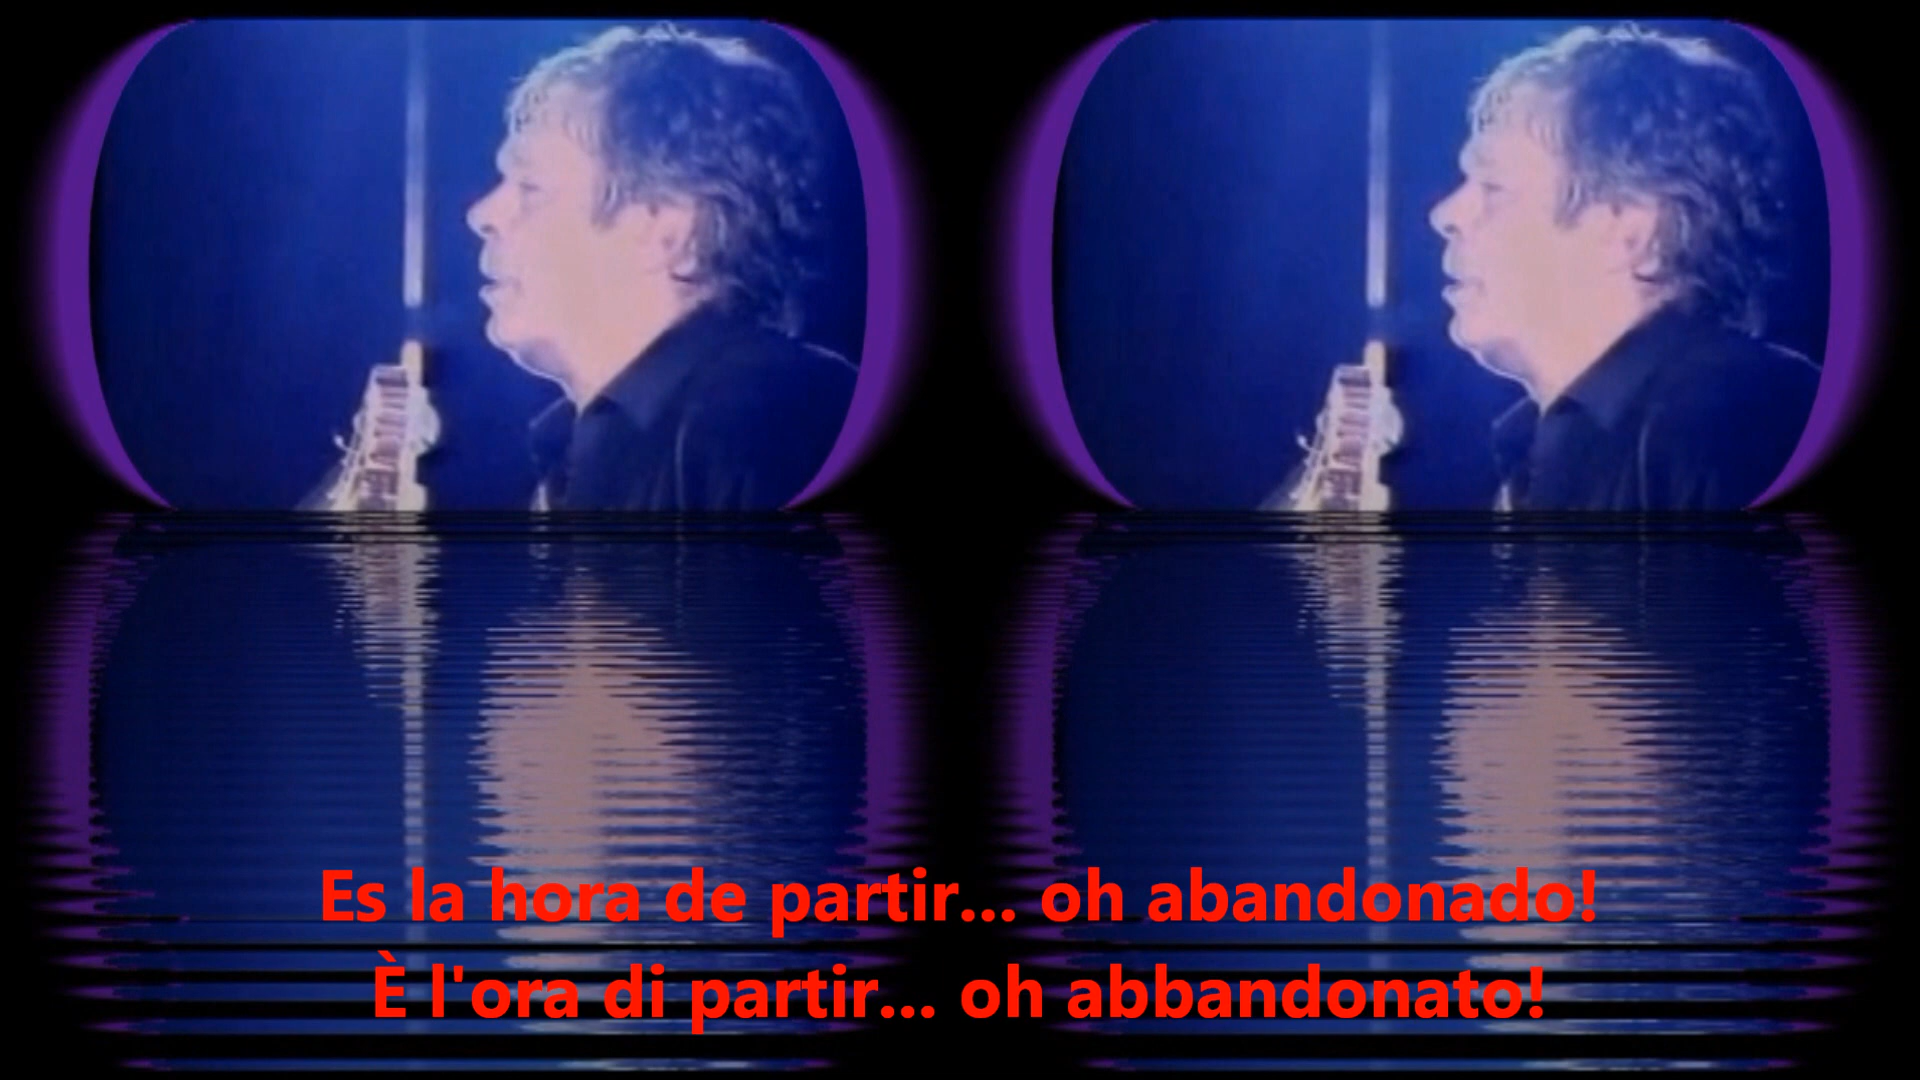 Es la hora de partir... oh abandonado!
È l'ora di partir... oh abbandonato!